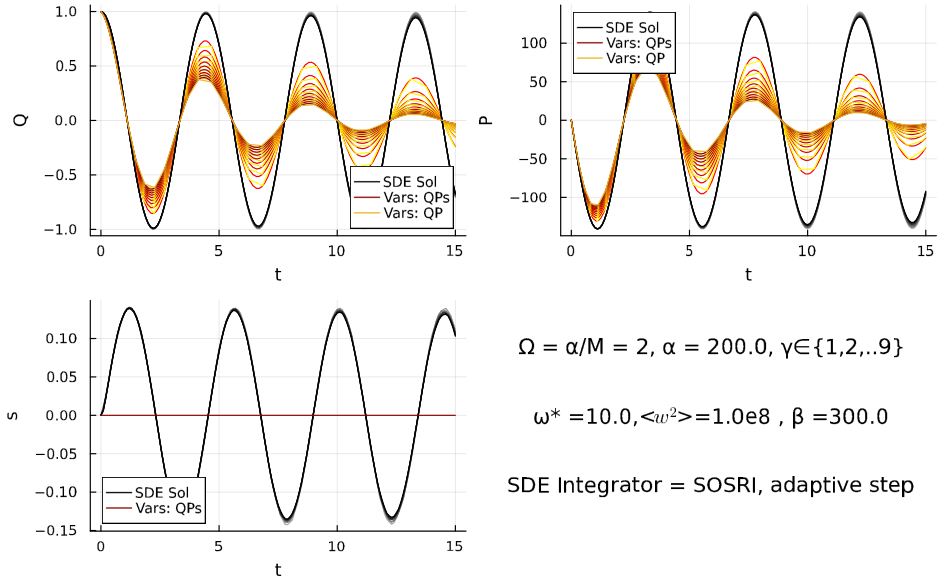 1.0
0.5
0.0
−0.5
−1.0
Q
0
5
10
15
t
SDE Sol
Vars: QPs
Vars: QP
100
50
0
−50
−100
P
0
5
10
15
t
SDE Sol
Vars: QPs
Vars: QP
0.10
0.05
0.00
−0.05
−0.10
−0.15
s
0
5
10
15
t
SDE Sol
Vars: QPs
Ω = α/M = 2, α = 200.0, γ∈{1,2,..9}
ω* =10.0,<w²>=1.0e8 , β =300.0
SDE Integrator = SOSRI, adaptive step